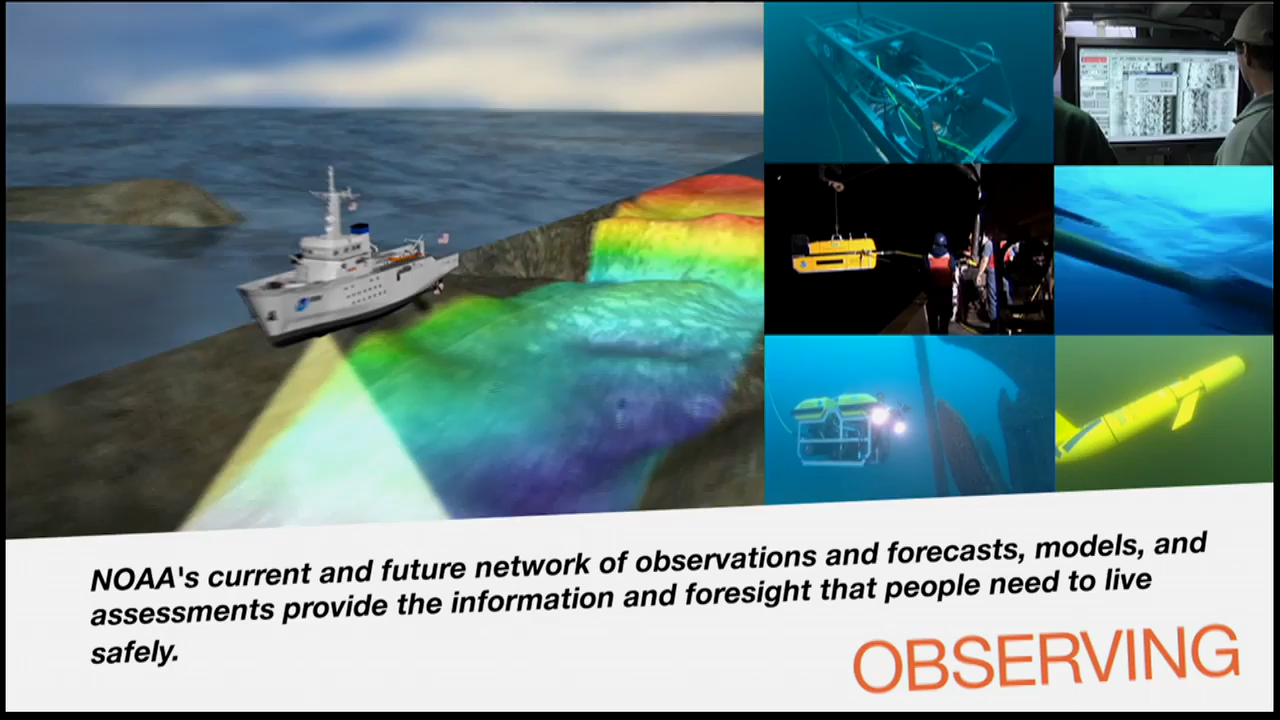 NOAA's current and future network of observations and forecasts, models, and
assessments provide the information and foresight that people need to live
safely.
OBSERVING